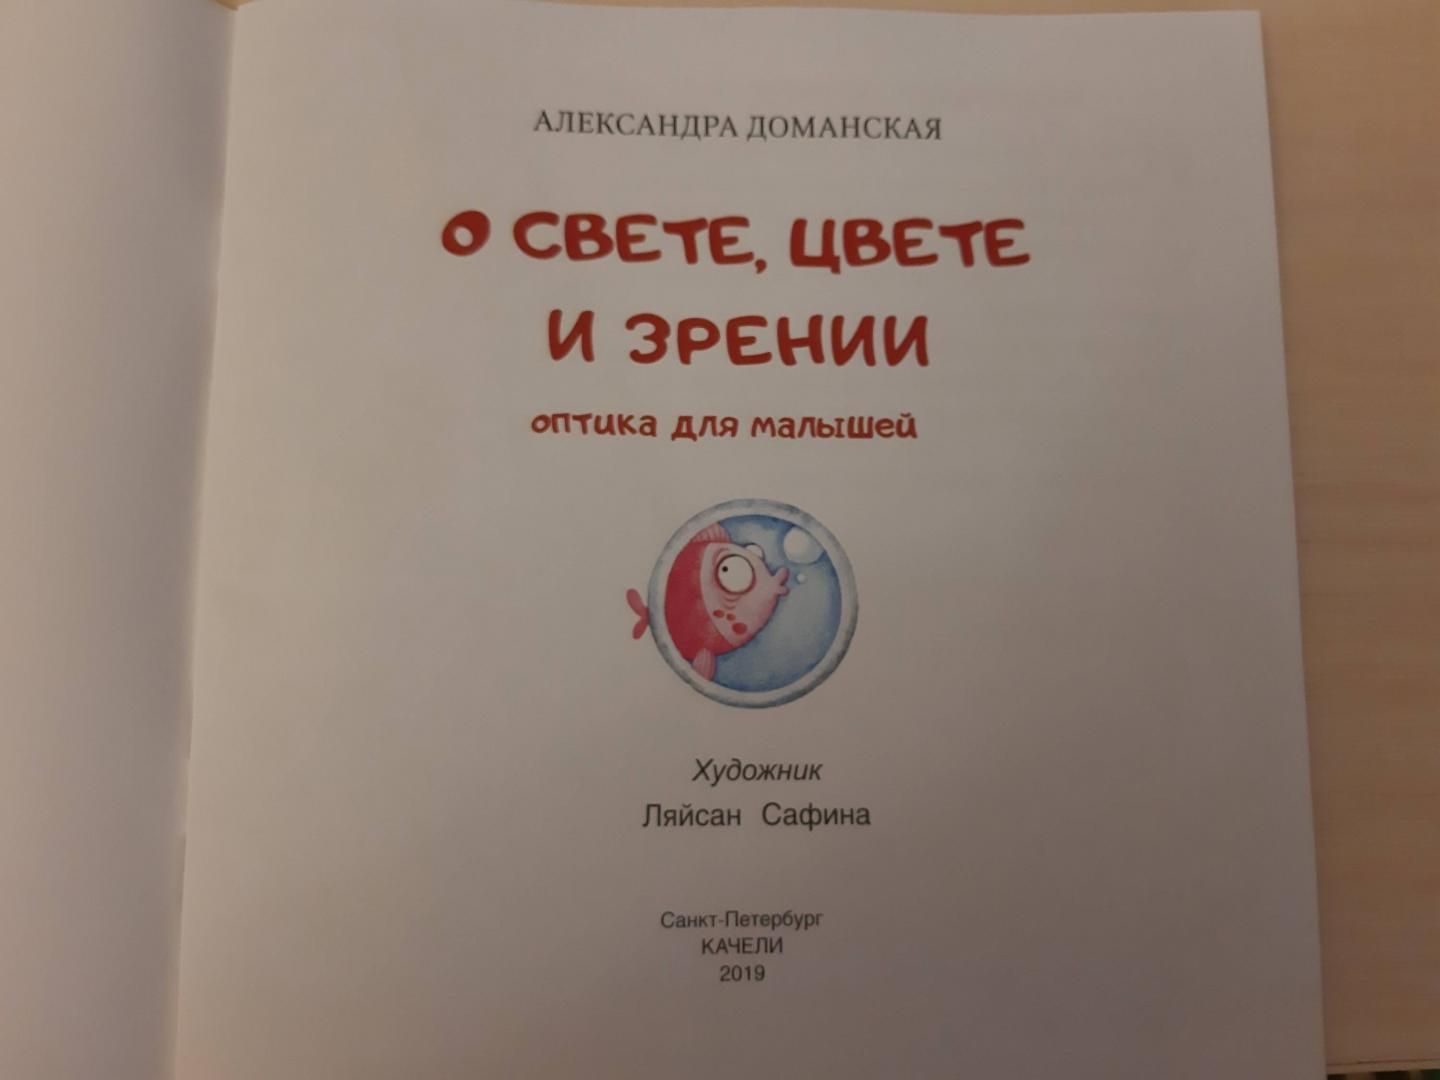 АЛЕКСАНДРА ДОМАНСКАЯ
О СВЕТЕ, ЦВЕТЕ
И ЗРЕНИИ
оптика для малышей
Художник
Ляйсан Сафина
Санкт-Петербург
КАЧЕЛИ
2019